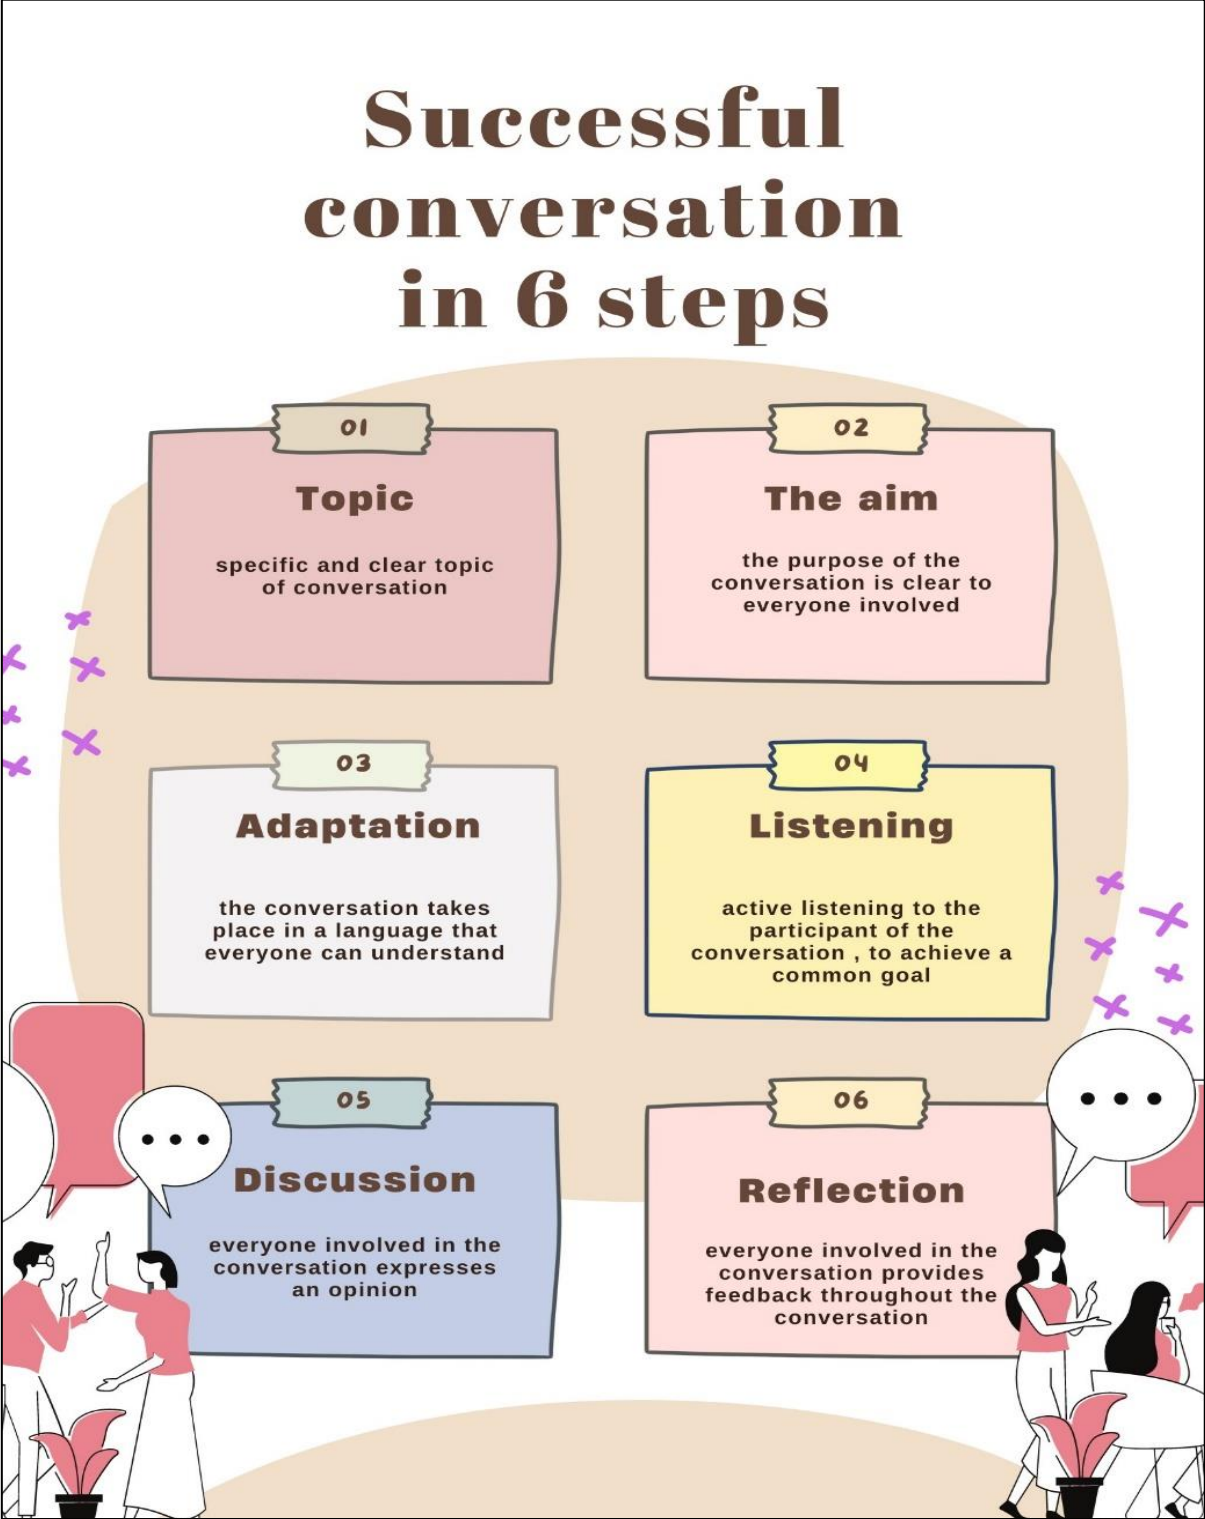 Successful
conversation
in 6 steps
01
Topic
specific and clear topic
of conversation
02
The aim
the purpose of the
conversation is clear to
everyone involved
03
Adaptation
the conversation takes
place in a language that
everyone can understand
04
Listening
active listening to the
participant of the
conversation , to achieve a
common goal
05
Discussion
everyone involved in the
conversation expresses
an opinion
06
Reflection
everyone involved in the
conversation provides
feedback throughout the
conversation